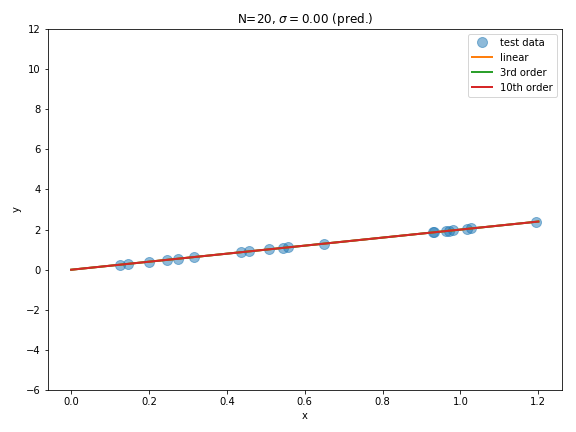 N=20, σ = 0.00 (pred.)
12
10
8
6
4
2
0
−2
−4
−6
y
test data
linear
3rd order
10th order
0.0 0.2 0.4 0.6 0.8 1.0 1.2
x